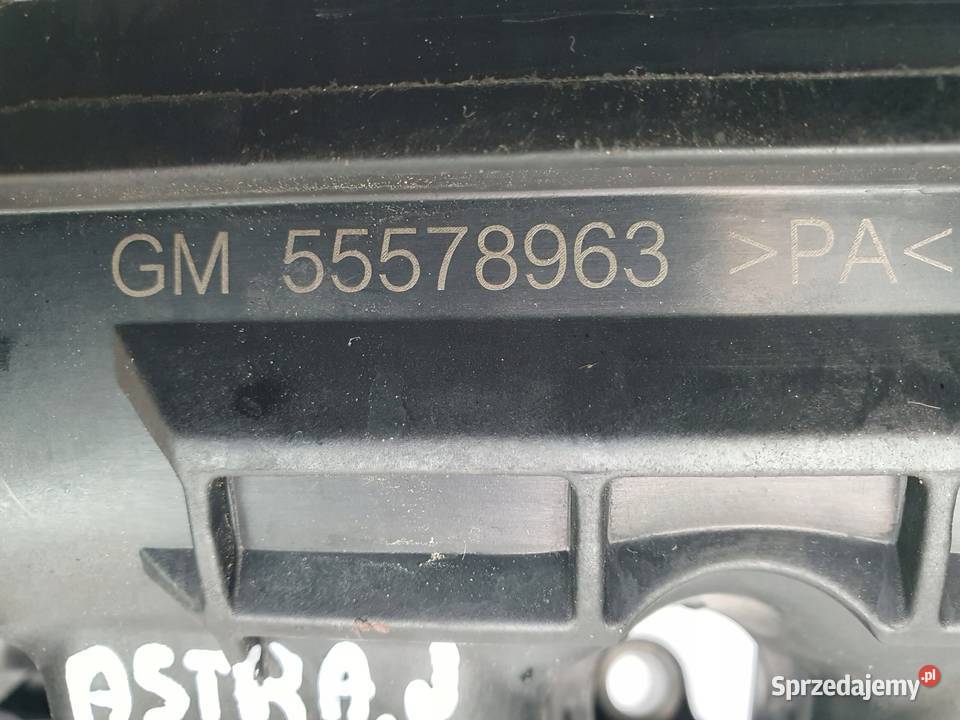 GM 55578963 >PA<
ASTRA J
Sprzedajemy.pl